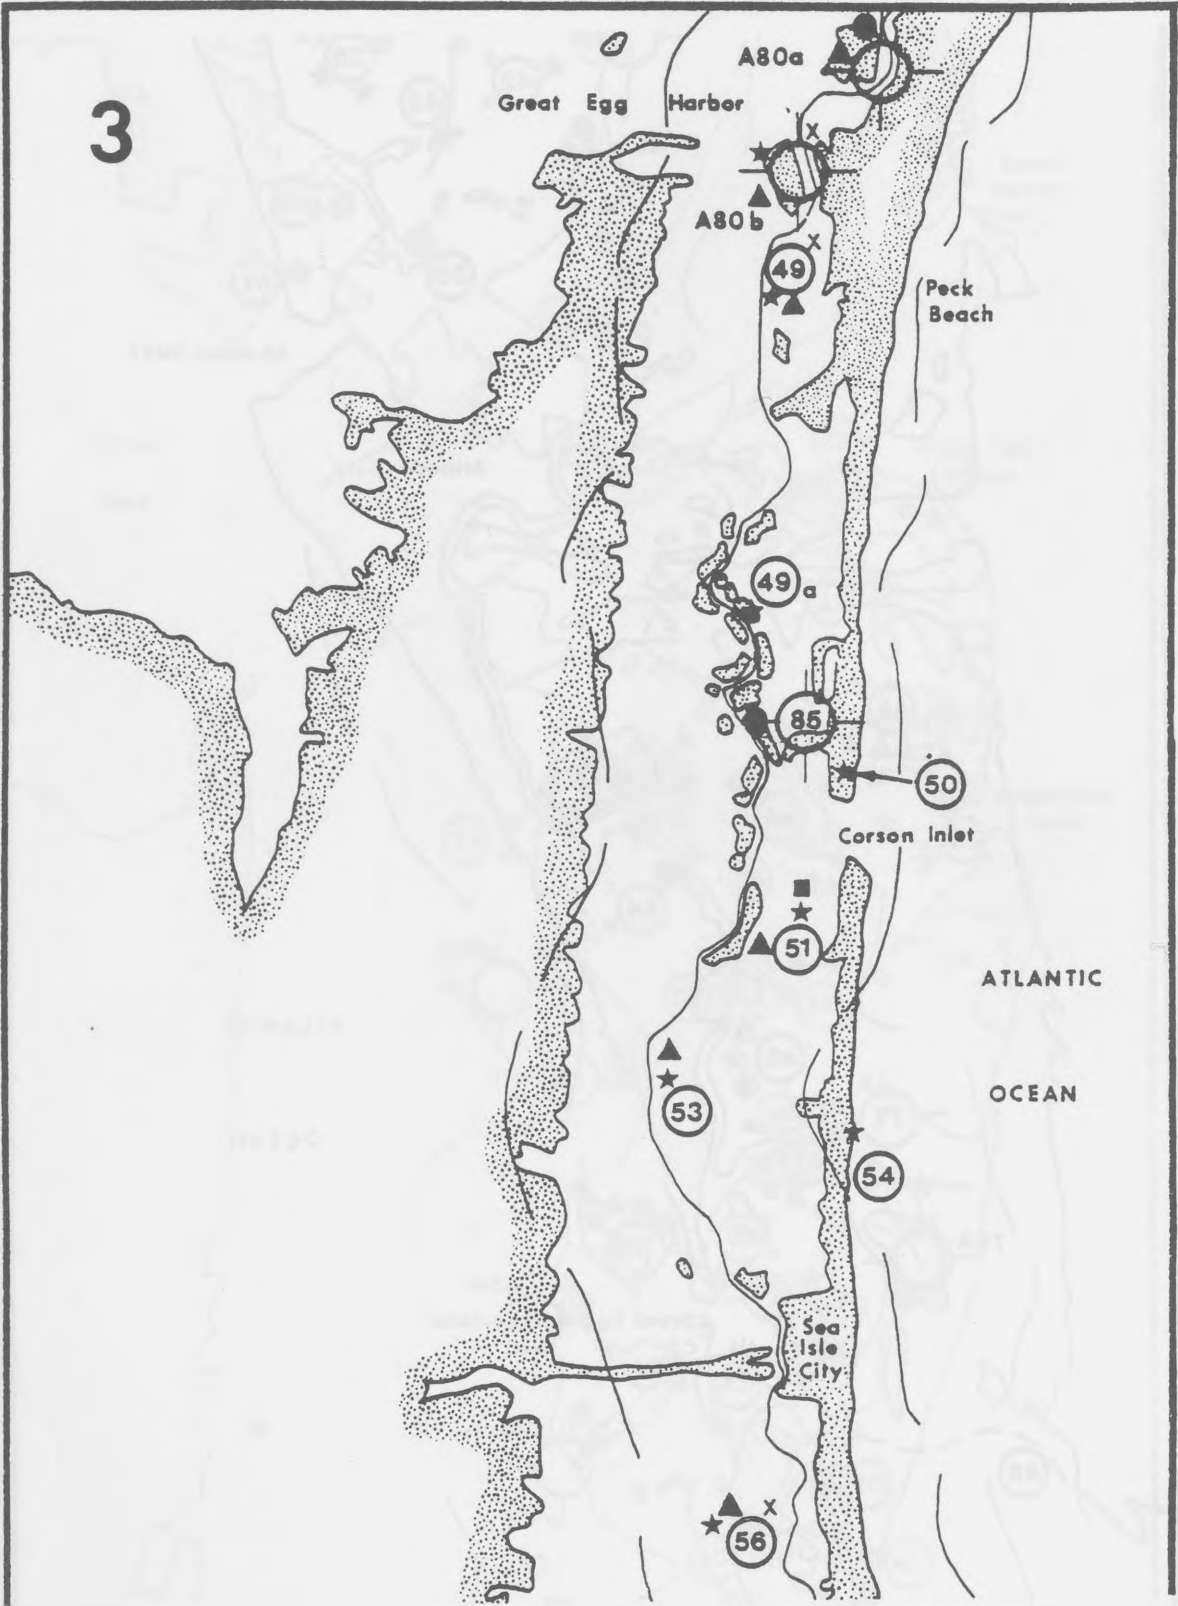 3
A80a
Great Egg Harbor
A80b
x
x
49
Peck
Beach
49a
85
50
Corson Inlet
51
ATLANTIC
53
OCEAN
54
Sea
Isle
City
x
56